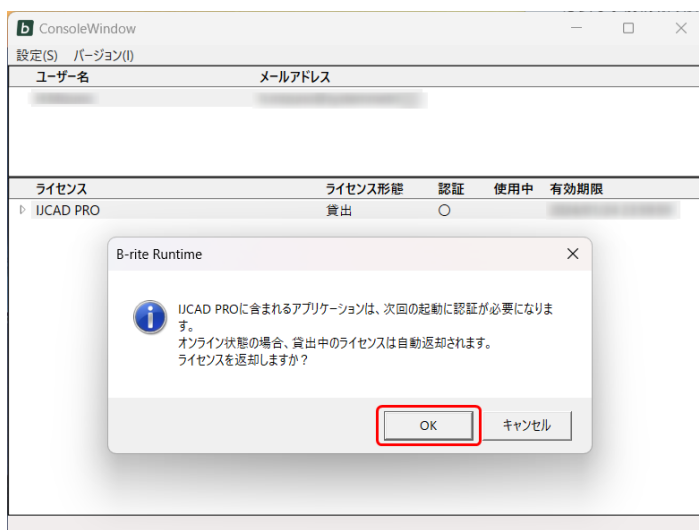 b ConsoleWindow
設定(S) バージョン(I)
ユーザー名 メールアドレス
ライセンス ライセンス形態 認証 使用中 有効期限
IJCAD PRO 貸出 〇
B-rite Runtime
IJCAD PROに含まれるアプリケーションは、次回の起動に認証が必要になりま
す。
オンライン状態の場合、貸出中のライセンスは自動返却されます。
ライセンスを返却しますか？
OK キャンセル